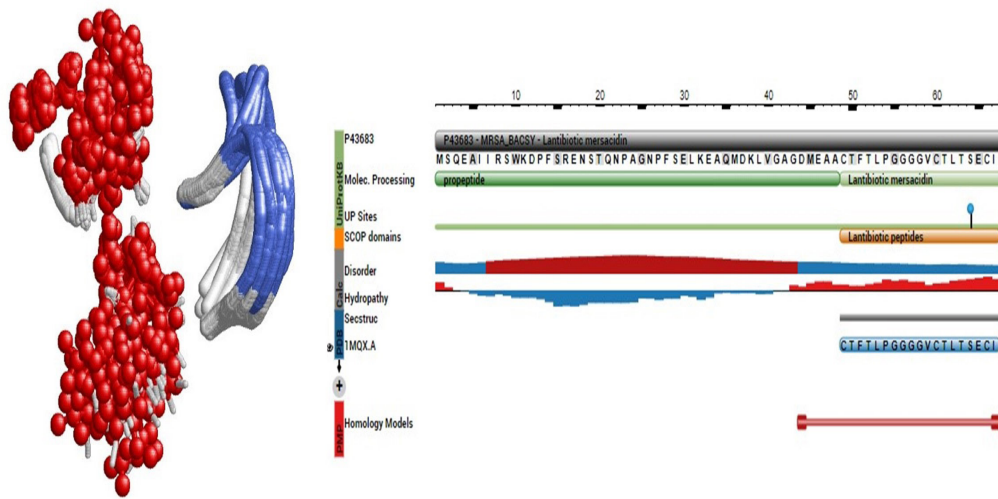 10 20 30 40 50 60
P43683
P43683 - MRSA_BACSY - Lantibiotic mersacidin
MSQEAIIRSWKDPFSRENSTQNPAGNPFSELKEAQMDKLVGAGDMEAACTFTLPGGGGVCTLTSECI
Molec. Processing
propeptide
Lantibiotic mersacidin
UniProtKB
UP Sites
SCOP domains
Lantibiotic peptides
Calc
Disorder
Hydropathy
Secstruc
PDB
1MQX.A
CTFTLPGGGGVCTLTSECI
+
PMP
Homology Models